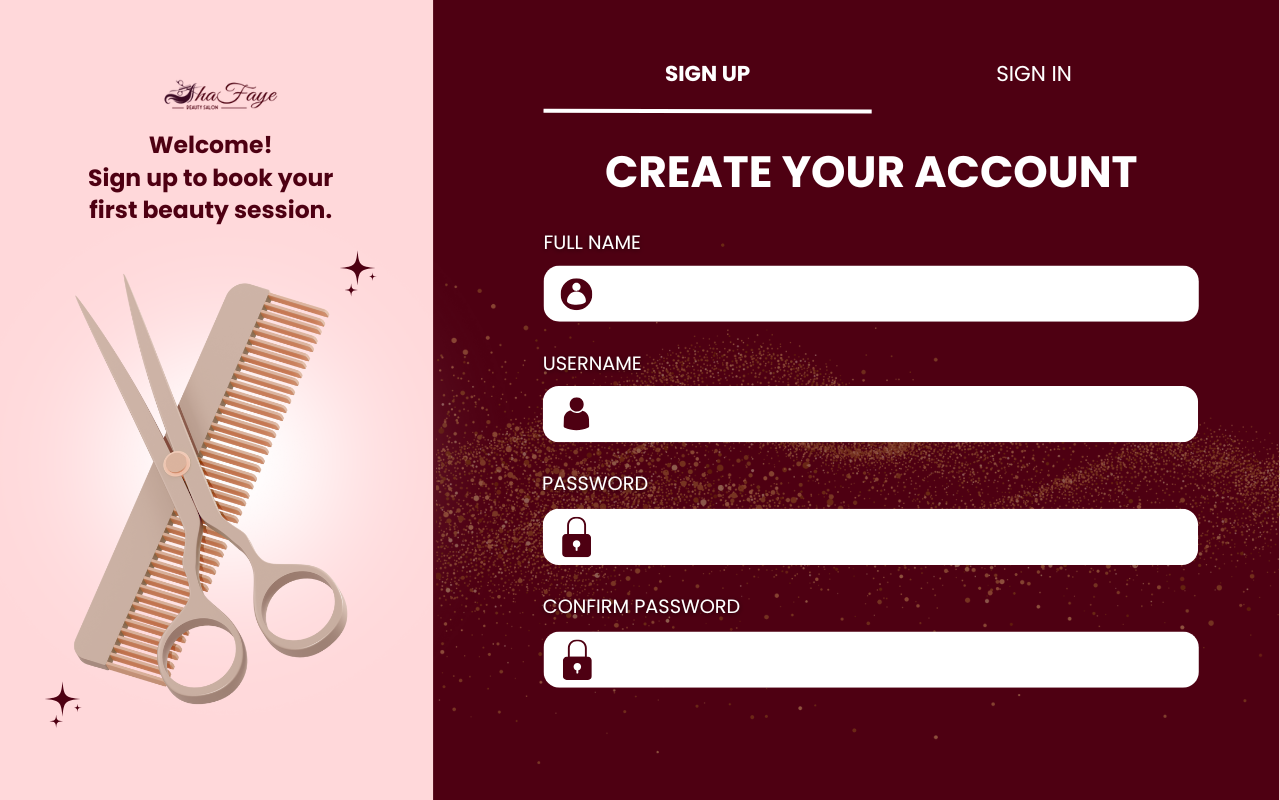 ShaFaye
BEAUTY SALON
Welcome!
Sign up to book your
first beauty session.
SIGN UP
SIGN IN
CREATE YOUR ACCOUNT
FULL NAME
USERNAME
PASSWORD
CONFIRM PASSWORD